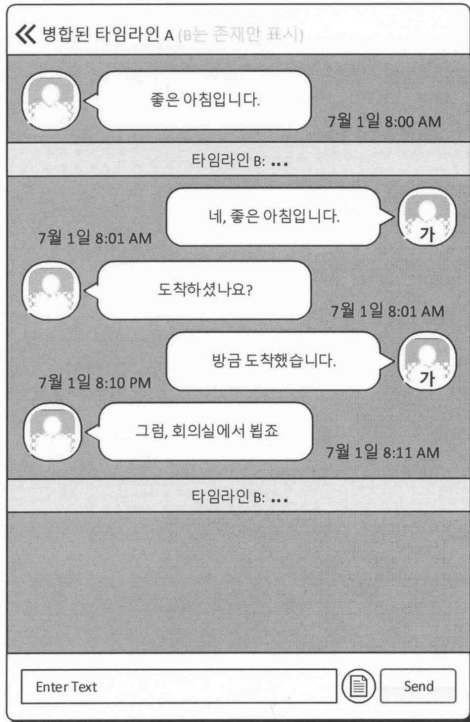 병합된 타임라인 A (B는 존재만 표시)
좋은 아침입니다.
7월 1일 8:00 AM
타임라인 B: ...
네, 좋은 아침입니다.
7월 1일 8:01 AM
가
도착하셨나요?
7월 1일 8:01 AM
방금 도착했습니다.
7월 1일 8:10 PM
가
그럼, 회의실에서 뵙죠
7월 1일 8:11 AM
타임라인 B: ...
Enter Text
Send